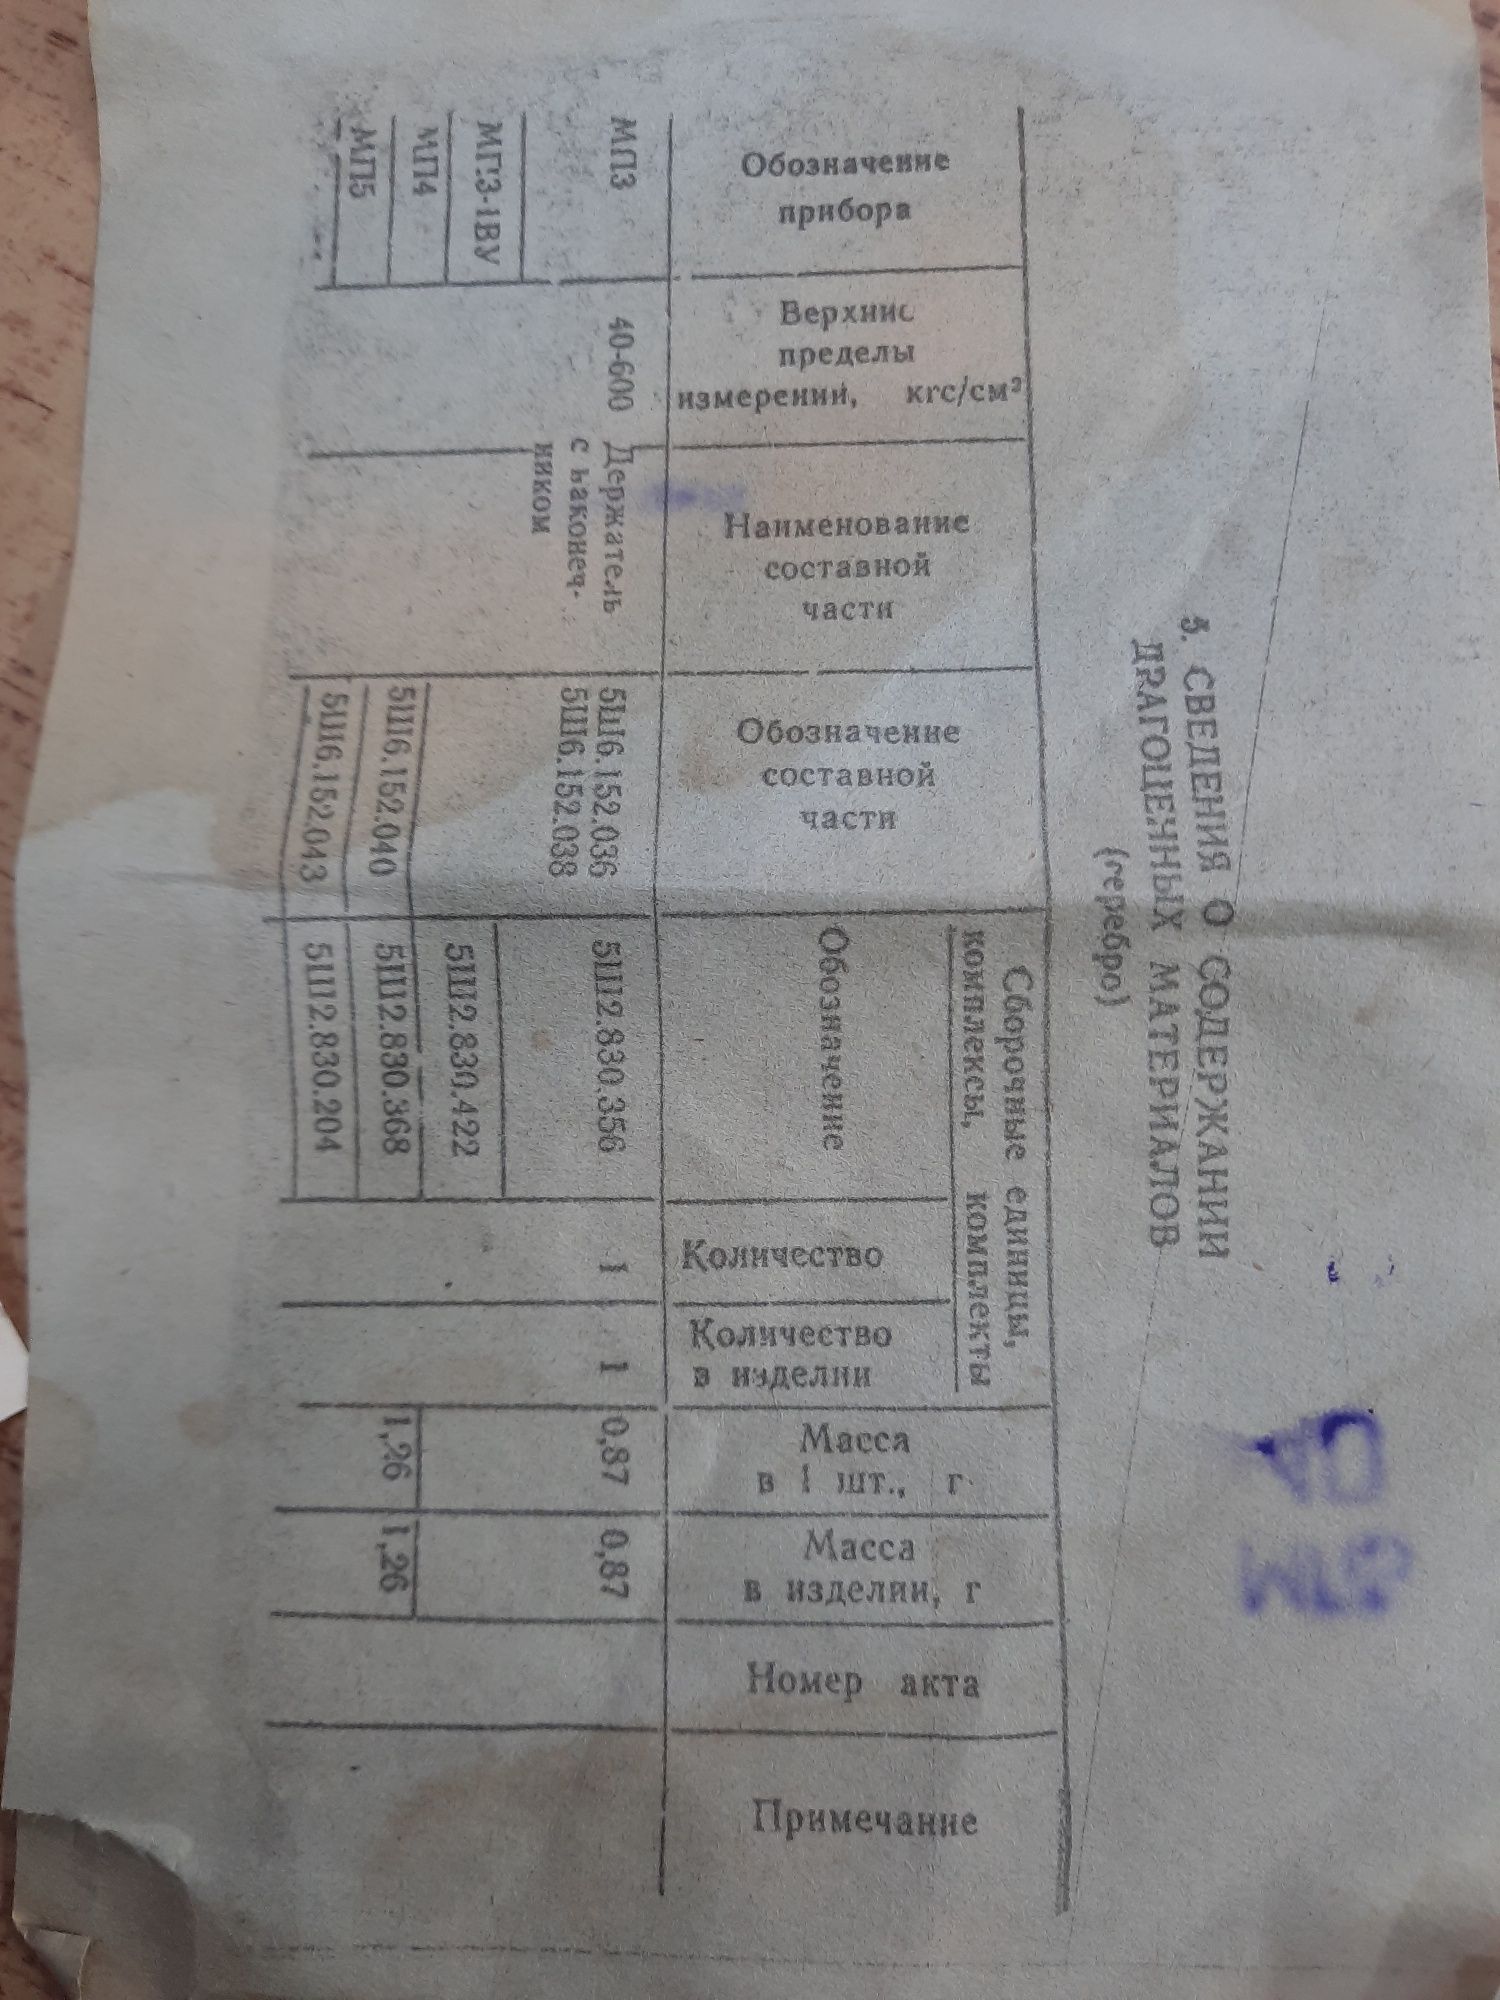 5. СВЕДЕНИЯ О СОДЕРЖАНИИ
ДРАГОЦЕННЫХ МАТЕРИАЛОВ
(серебро)
Обозначение
прибора
Верхние
пределы
измерений, кгс/см²
Наименование
составной
части
Обозначение
составной
части
Сборочные единицы,
комплексы, комплекты
Обозначение
Количество
Количество
в изделии
Масса
в 1 шт., г
Масса
в изделии, г
Номер акта
Примечание
МП3 40-600 Держатель 5Ш6.152.036 5Ш2.830.356 1 1 0,87 0,87
с наконеч- 5Ш6.152.038
ником
МП3-1ВУ 5Ш2.830.422
МП4 5Ш6.152.040 5Ш2.830.368 1,26 1,26
МП5 5Ш6.152.043 5Ш2.830.204